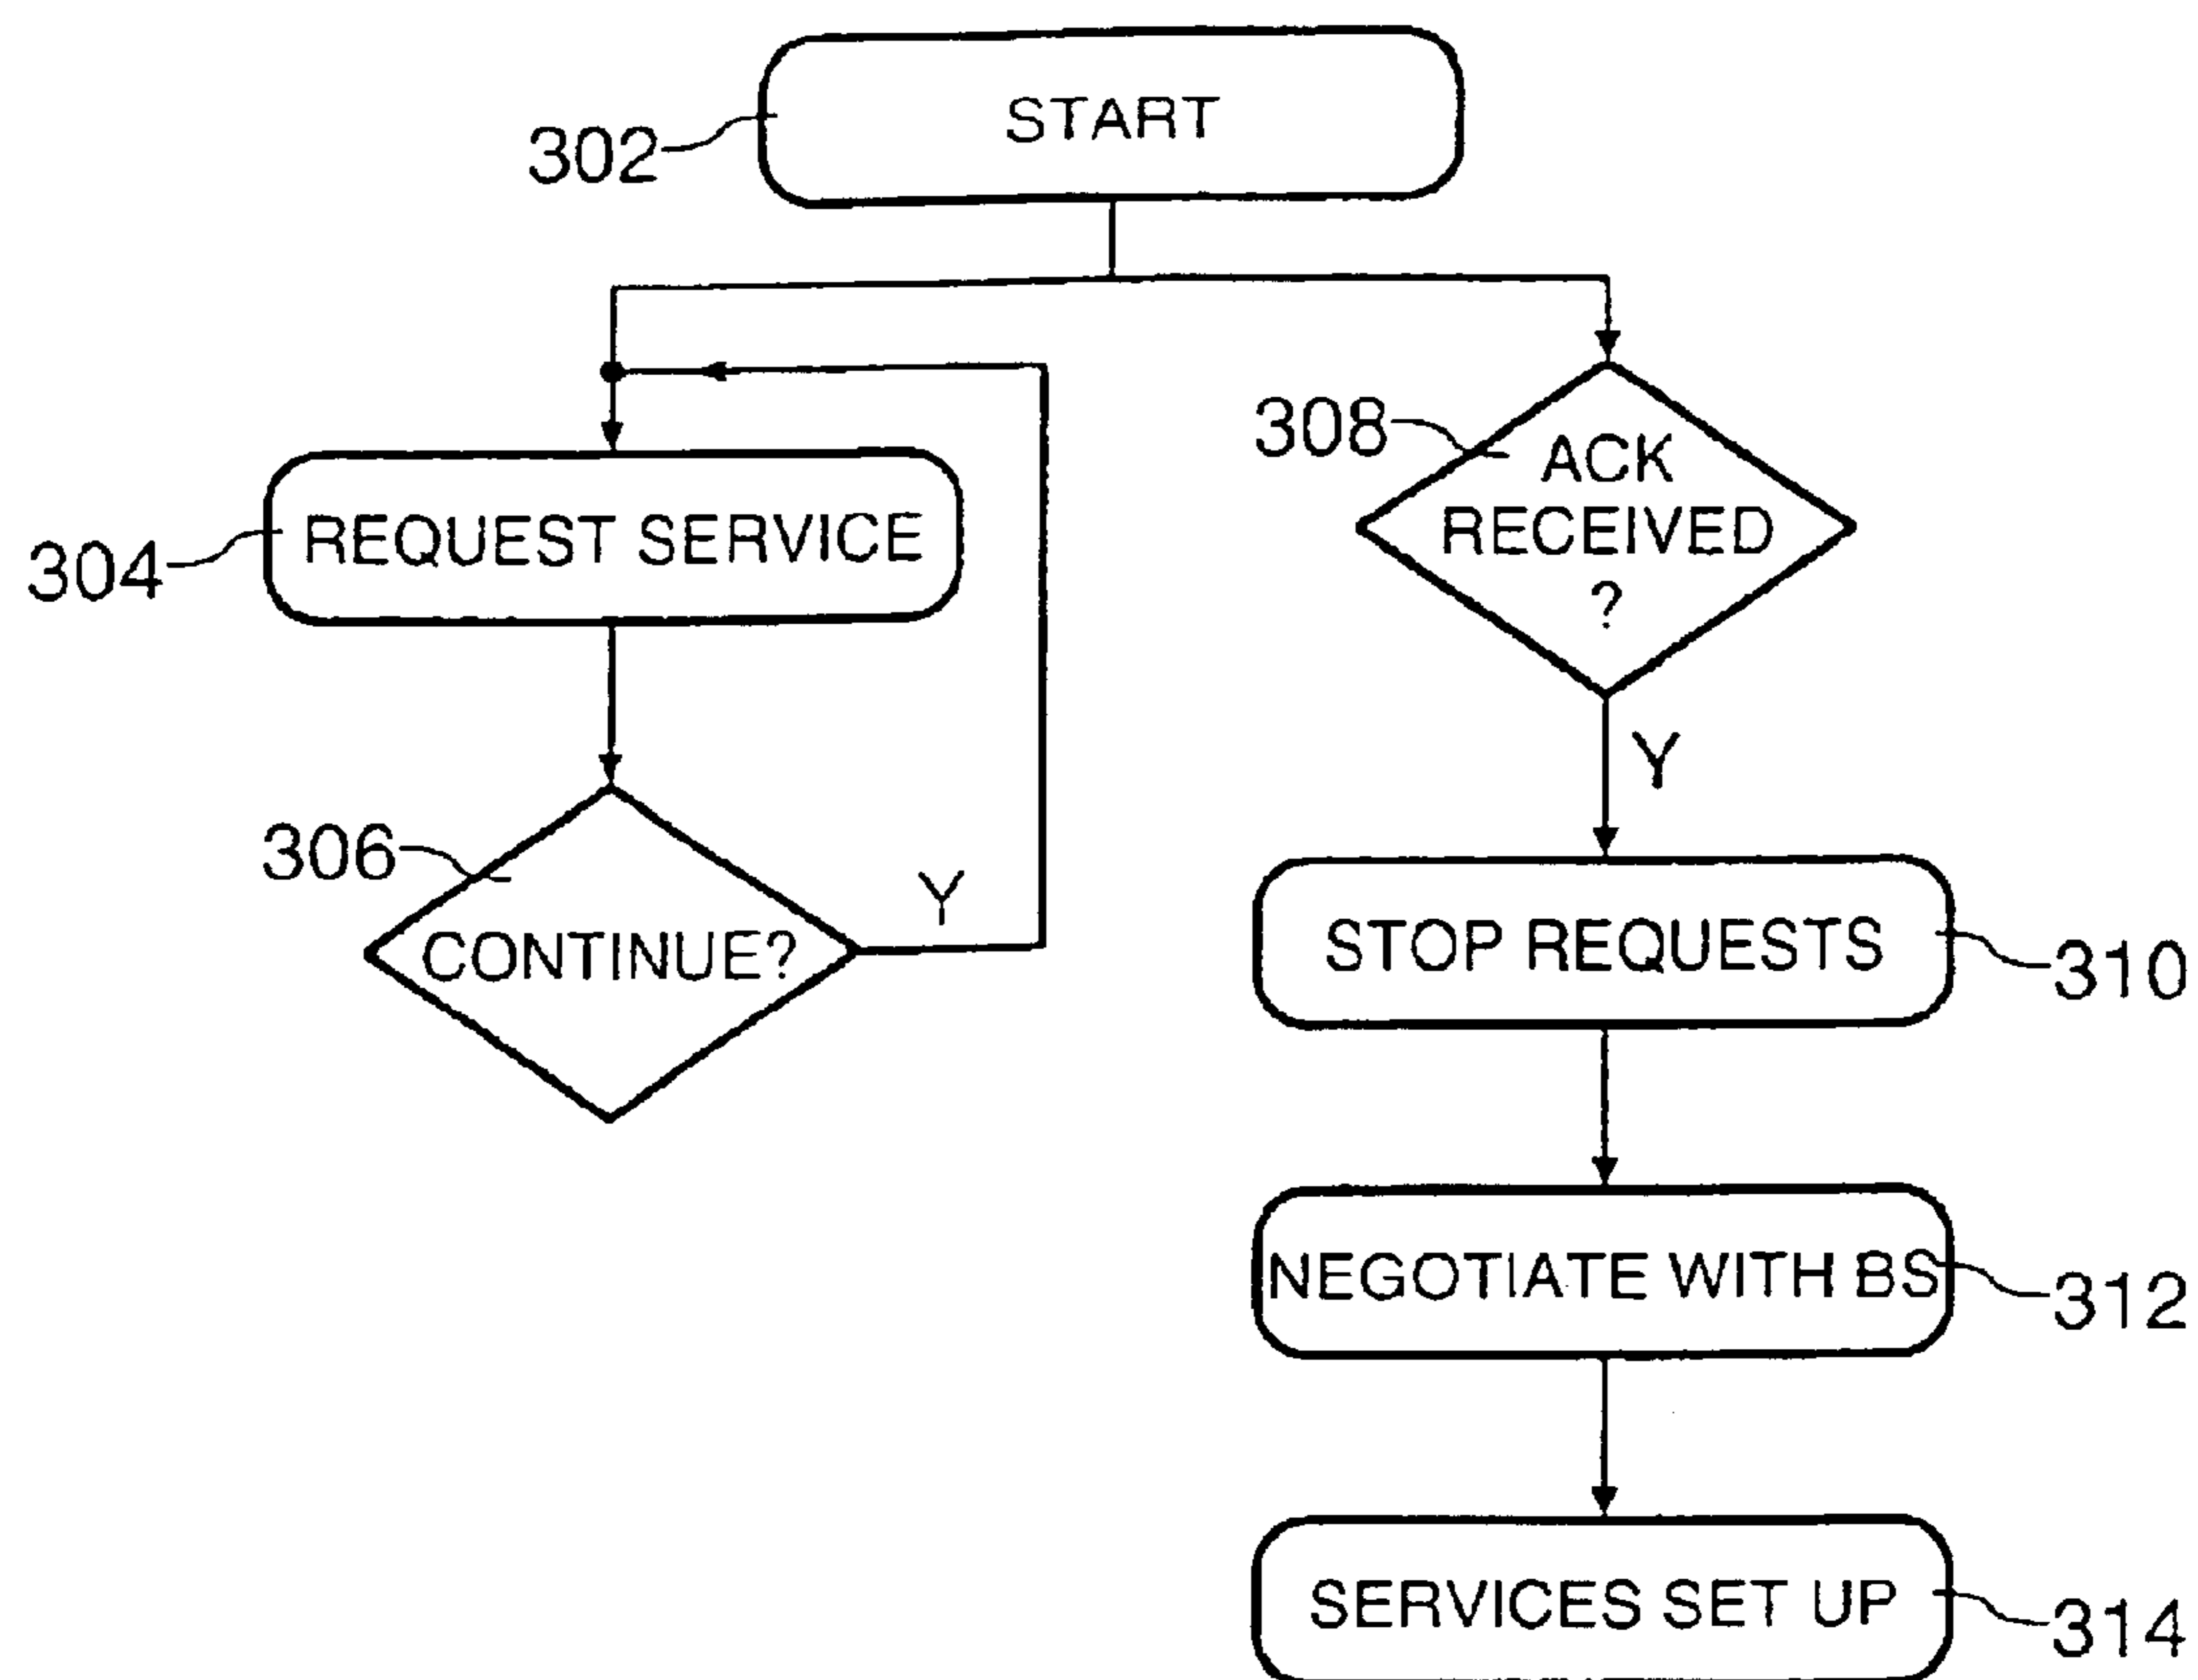 START
302
308
ACK
RECEIVED
?
304
REQUEST SERVICE
Y
306
CONTINUE?
Y
STOP REQUESTS
310
NEGOTIATE WITH BS
312
SERVICES SET UP
314